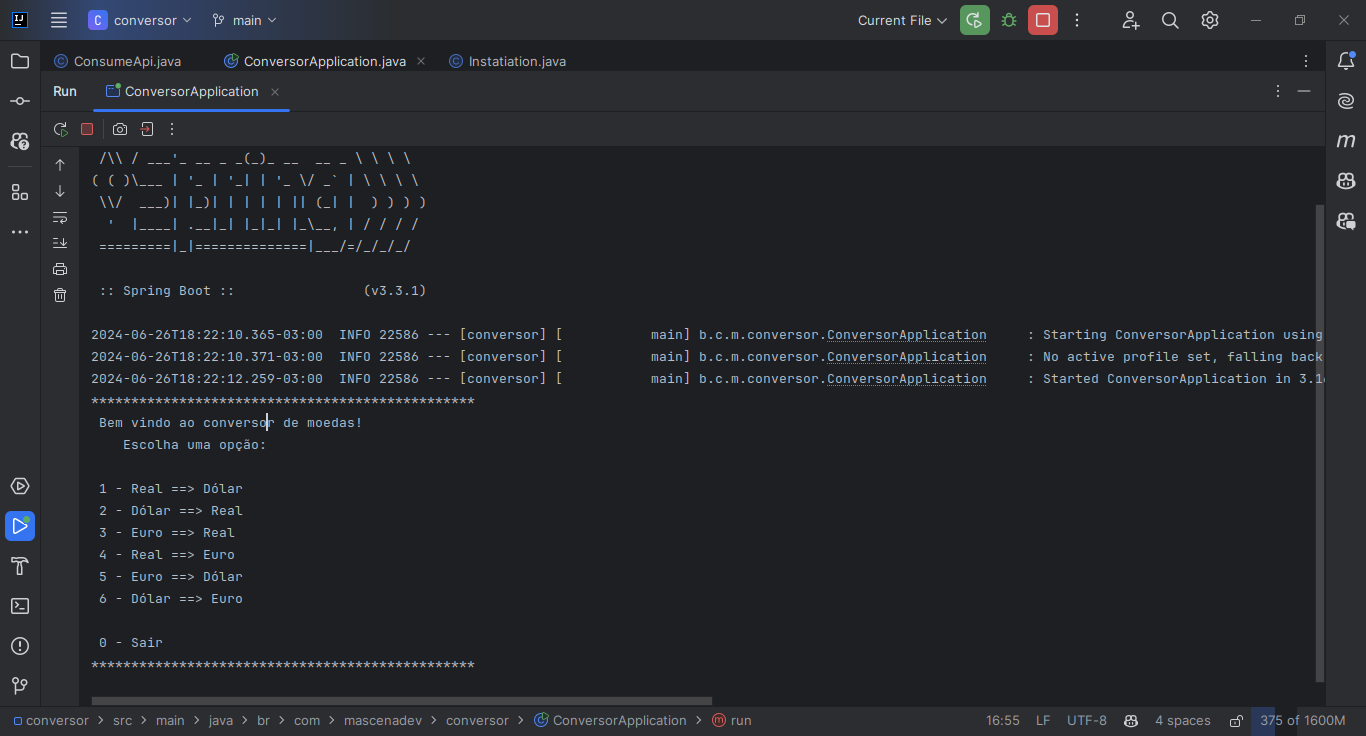 C conversor main Current File
ConsumeApi.java ConversorApplication.java Instatiation.java
Run ConversorApplication
 /\\ / ___'_ __ _ _(_)_ __  __ _ \ \ \ \
( ( )\___ | '_ | '_| | '_ \/ _` | \ \ \ \
 \\/  ___)| |_)| | | | | || (_| |  ) ) ) )
  '  |____| .__|_| |_|_| |_\__, | / / / /
 =========|_|==============|___/=/_/_/_/
 :: Spring Boot ::                (v3.3.1)
2024-06-26T18:22:10.365-03:00  INFO 22586 --- [conversor] [           main] b.c.m.conversor.ConversorApplication     : Starting ConversorApplication using
2024-06-26T18:22:10.371-03:00  INFO 22586 --- [conversor] [           main] b.c.m.conversor.ConversorApplication     : No active profile set, falling back
2024-06-26T18:22:12.259-03:00  INFO 22586 --- [conversor] [           main] b.c.m.conversor.ConversorApplication     : Started ConversorApplication in 3.1
************************************************
 Bem vindo ao conversor de moedas!
    Escolha uma opção:
 1 - Real ==> Dólar
 2 - Dólar ==> Real
 3 - Euro ==> Real
 4 - Real ==> Euro
 5 - Euro ==> Dólar
 6 - Dólar ==> Euro
 0 - Sair
************************************************
conversor > src > main > java > br > com > mascenadev > conversor > ConversorApplication > run 16:55 LF UTF-8 4 spaces 375 of 1600M